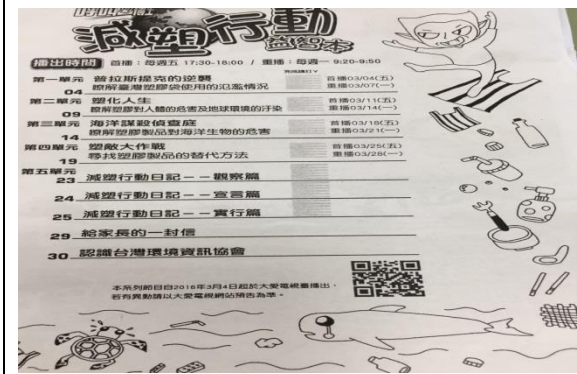 減塑行動
益智本
播出時間 首播：每週五 17:30-18:00 / 重播：每週一 9:20-9:50
第一單元 普拉斯提克的逆襲 首播03/04(五)
04 瞭解臺灣塑膠袋使用的氾濫情況 重播03/07(一)
第二單元 塑化人生 首播03/11(五)
09 瞭解塑膠對人體的危害及地球環境的汙染 重播03/14(一)
第三單元 海洋謀殺偵查庭 首播03/18(五)
14 瞭解塑膠製品對海洋生物的危害 重播03/21(一)
第四單元 塑敵大作戰 首播03/25(五)
19 尋找塑膠製品的替代方法 重播03/28(一)
第五單元
23 減塑行動日記－－觀察篇
24 減塑行動日記－－宣言篇
25 減塑行動日記－－實行篇
29 給家長的一封信
30 認識台灣環境資訊協會
本系列節目自2016年3月4日起於大愛電視臺播出，
若有異動請以大愛電視網站預告為準。